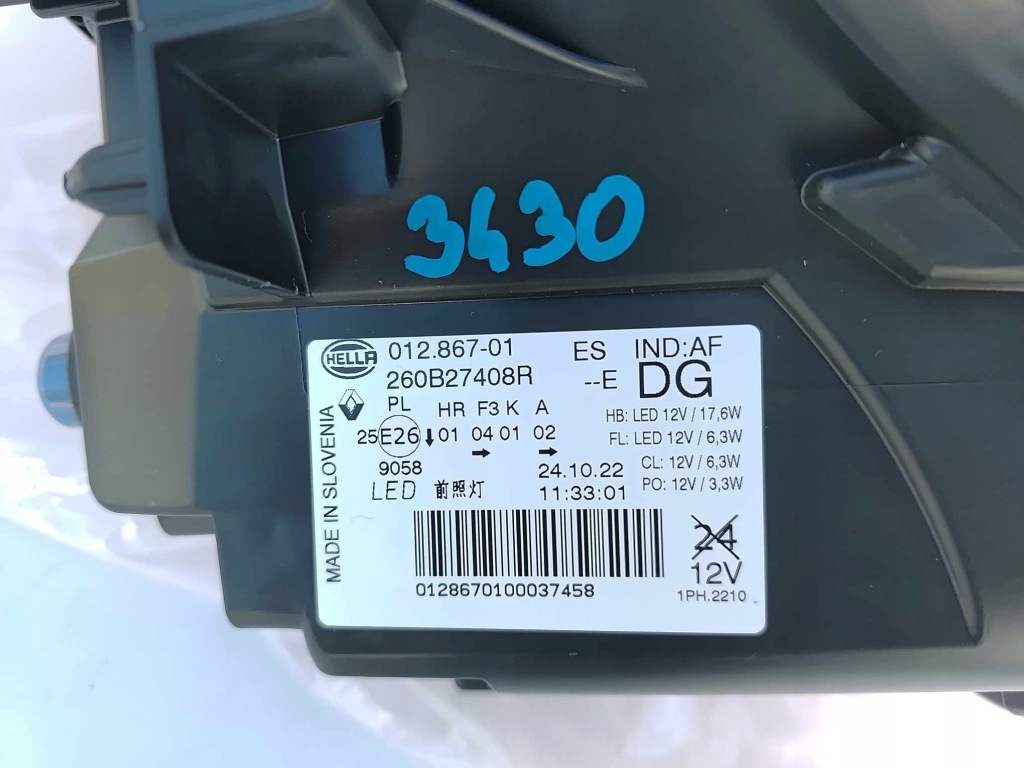 3430
HELLA 012.867-01 ES IND:AF
260B27408R --E DG
PL HR F3 K A
HB: LED 12V / 17,6W
25 E26 ↓ 01 04 01 02
FL: LED 12V / 6,3W
→ →
CL: 12V / 6,3W
9058 24.10.22
PO: 12V / 3,3W
LED 前照灯 11:33:01
MADE IN SLOVENIA
24
12V
0128670100037458
1PH.2210